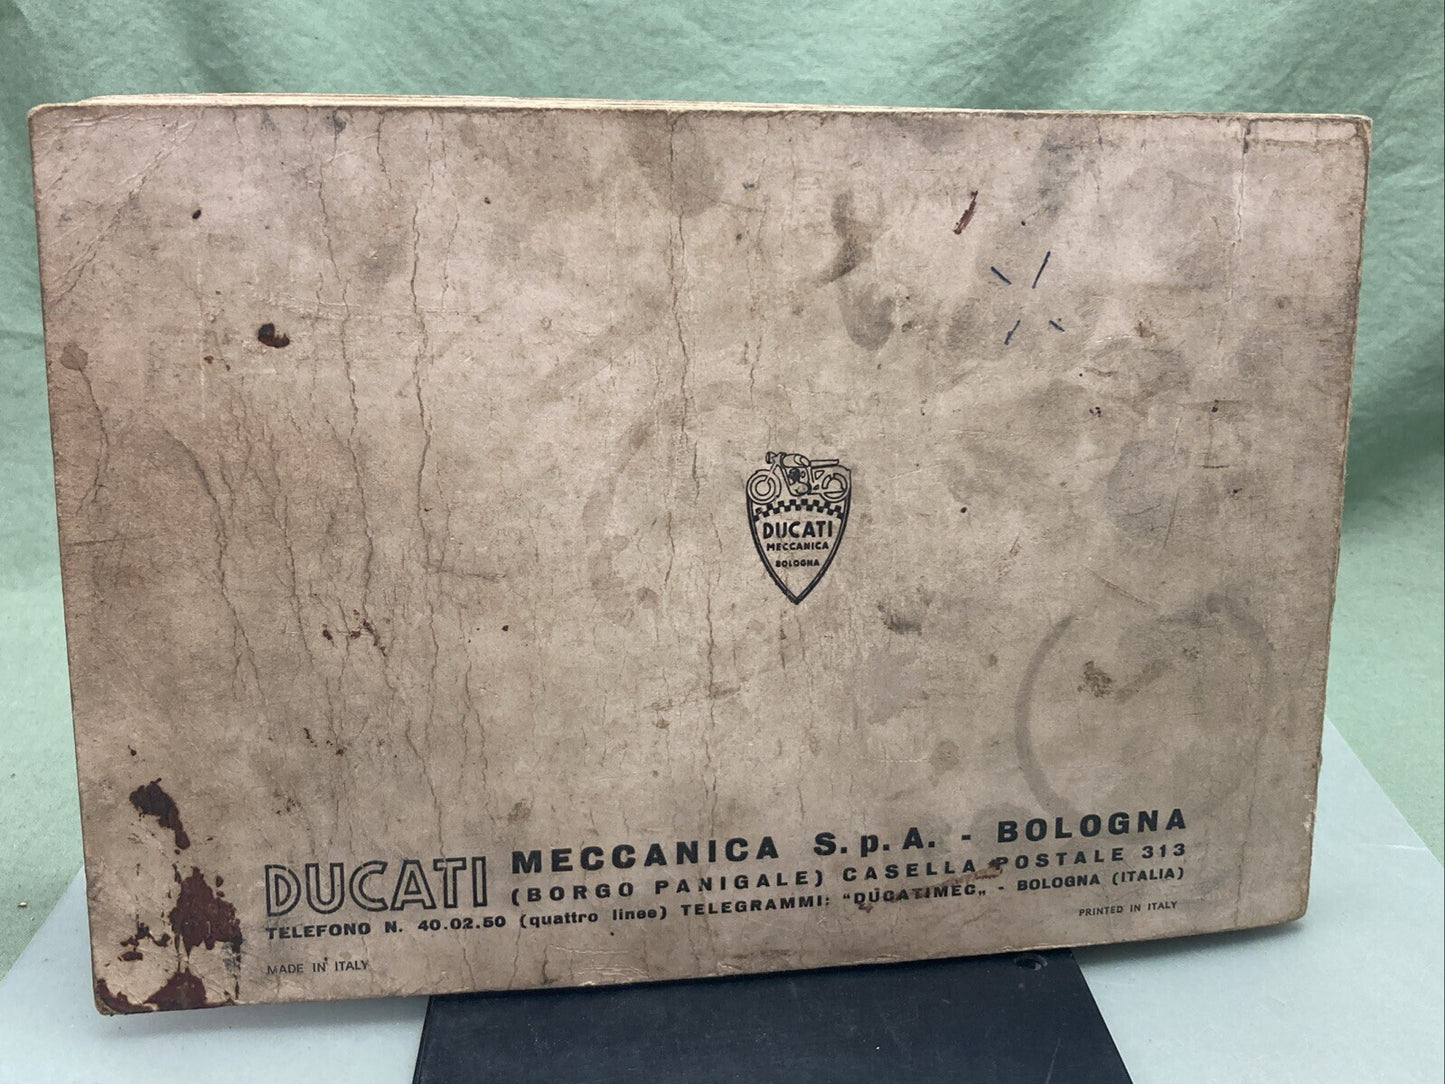 DUCATI
MECCANICA
BOLOGNA
DUCATI MECCANICA S.p.A. - BOLOGNA
(BORGO PANIGALE) CASELLA POSTALE 313
TELEFONO N. 40.02.50 (quattro linee) TELEGRAMMI: "DUCATIMEC„ - BOLOGNA (ITALIA)
MADE IN ITALY
PRINTED IN ITALY